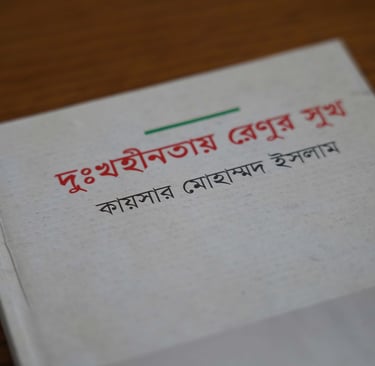 দুঃখহীনতায় রেণুর সুখ
কায়সার মোহাম্মদ ইসলাম